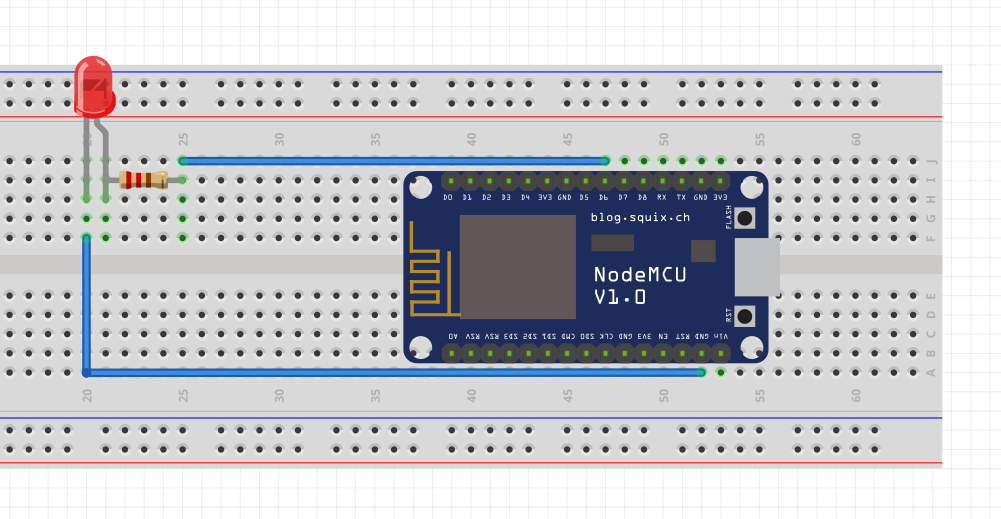 20 25 30 35 40 45 50 55 60
J
I
H
G
F
D0 D1 D2 D3 D4 3V3 GND D5 D6 D7 D8 RX TX GND 3V3
blog.squix.ch
FLASH
NodeMCU
V1.0
RST
A0 RSV RSV SD3 SD2 SD1 CMD SD0 CLK GND 3V3 EN RST GND Vin
E
D
C
B
A
20 25 30 35 40 45 50 55 60